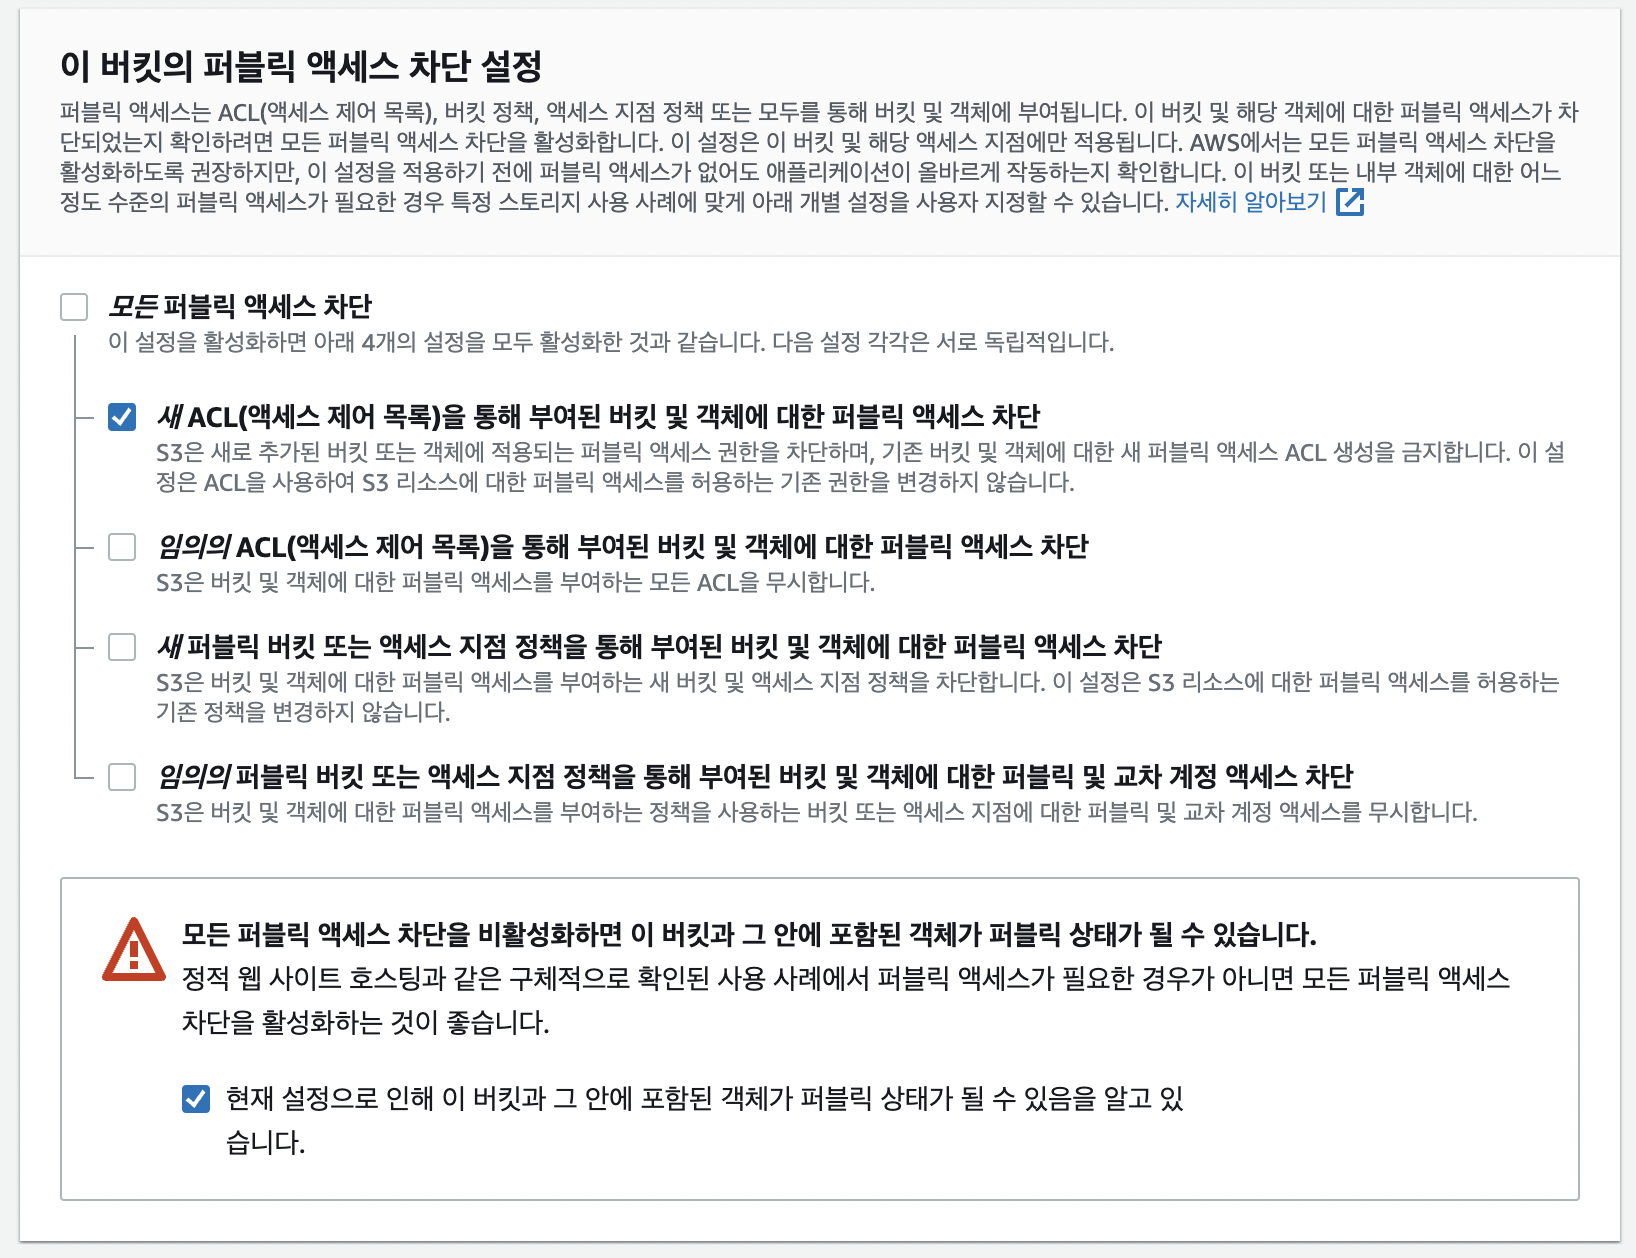 이 버킷의 퍼블릭 액세스 차단 설정
퍼블릭 액세스는 ACL(액세스 제어 목록), 버킷 정책, 액세스 지점 정책 또는 모두를 통해 버킷 및 객체에 부여됩니다. 이 버킷 및 해당 객체에 대한 퍼블릭 액세스가 차
단되었는지 확인하려면 모든 퍼블릭 액세스 차단을 활성화합니다. 이 설정은 이 버킷 및 해당 액세스 지점에만 적용됩니다. AWS에서는 모든 퍼블릭 액세스 차단을
활성화하도록 권장하지만, 이 설정을 적용하기 전에 퍼블릭 액세스가 없어도 애플리케이션이 올바르게 작동하는지 확인합니다. 이 버킷 또는 내부 객체에 대한 어느
정도 수준의 퍼블릭 액세스가 필요한 경우 특정 스토리지 사용 사례에 맞게 아래 개별 설정을 사용자 지정할 수 있습니다. 자세히 알아보기
모든 퍼블릭 액세스 차단
이 설정을 활성화하면 아래 4개의 설정을 모두 활성화한 것과 같습니다. 다음 설정 각각은 서로 독립적입니다.
새 ACL(액세스 제어 목록)을 통해 부여된 버킷 및 객체에 대한 퍼블릭 액세스 차단
S3은 새로 추가된 버킷 또는 객체에 적용되는 퍼블릭 액세스 권한을 차단하며, 기존 버킷 및 객체에 대한 새 퍼블릭 액세스 ACL 생성을 금지합니다. 이 설
정은 ACL을 사용하여 S3 리소스에 대한 퍼블릭 액세스를 허용하는 기존 권한을 변경하지 않습니다.
임의의 ACL(액세스 제어 목록)을 통해 부여된 버킷 및 객체에 대한 퍼블릭 액세스 차단
S3은 버킷 및 객체에 대한 퍼블릭 액세스를 부여하는 모든 ACL을 무시합니다.
새 퍼블릭 버킷 또는 액세스 지점 정책을 통해 부여된 버킷 및 객체에 대한 퍼블릭 액세스 차단
S3은 버킷 및 객체에 대한 퍼블릭 액세스를 부여하는 새 버킷 및 액세스 지점 정책을 차단합니다. 이 설정은 S3 리소스에 대한 퍼블릭 액세스를 허용하는
기존 정책을 변경하지 않습니다.
임의의 퍼블릭 버킷 또는 액세스 지점 정책을 통해 부여된 버킷 및 객체에 대한 퍼블릭 및 교차 계정 액세스 차단
S3은 버킷 및 객체에 대한 퍼블릭 액세스를 부여하는 정책을 사용하는 버킷 또는 액세스 지점에 대한 퍼블릭 및 교차 계정 액세스를 무시합니다.
모든 퍼블릭 액세스 차단을 비활성화하면 이 버킷과 그 안에 포함된 객체가 퍼블릭 상태가 될 수 있습니다.
정적 웹 사이트 호스팅과 같은 구체적으로 확인된 사용 사례에서 퍼블릭 액세스가 필요한 경우가 아니면 모든 퍼블릭 액세스
차단을 활성화하는 것이 좋습니다.
현재 설정으로 인해 이 버킷과 그 안에 포함된 객체가 퍼블릭 상태가 될 수 있음을 알고 있
습니다.